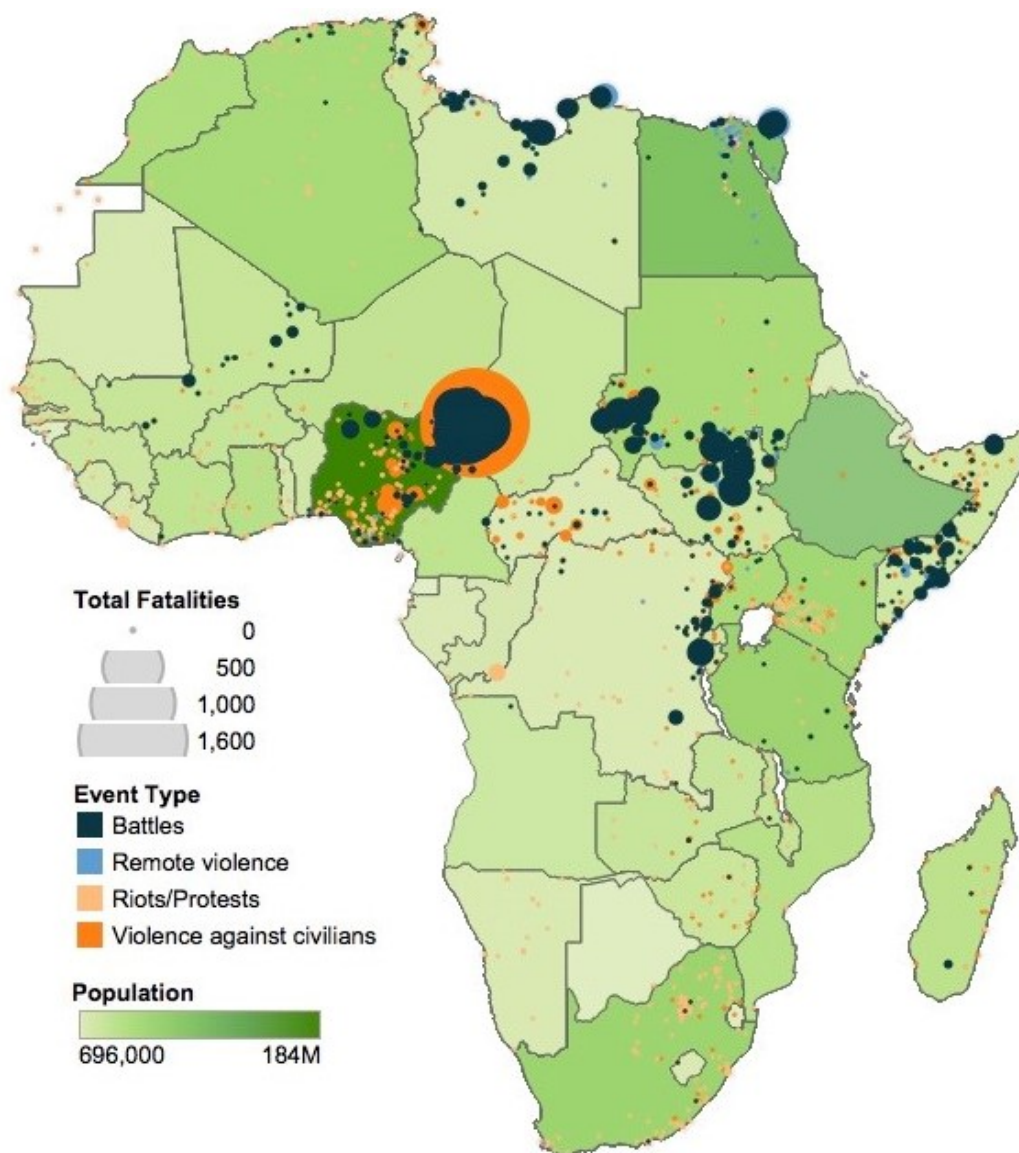 Total Fatalities
0
500
1,000
1,600
Event Type
Battles
Remote violence
Riots/Protests
Violence against civilians
Population
696,000 184M